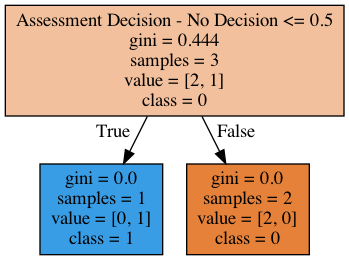 Assessment Decision - No Decision <= 0.5
gini = 0.444
samples = 3
value = [2, 1]
class = 0
True
False
gini = 0.0
samples = 1
value = [0, 1]
class = 1
gini = 0.0
samples = 2
value = [2, 0]
class = 0